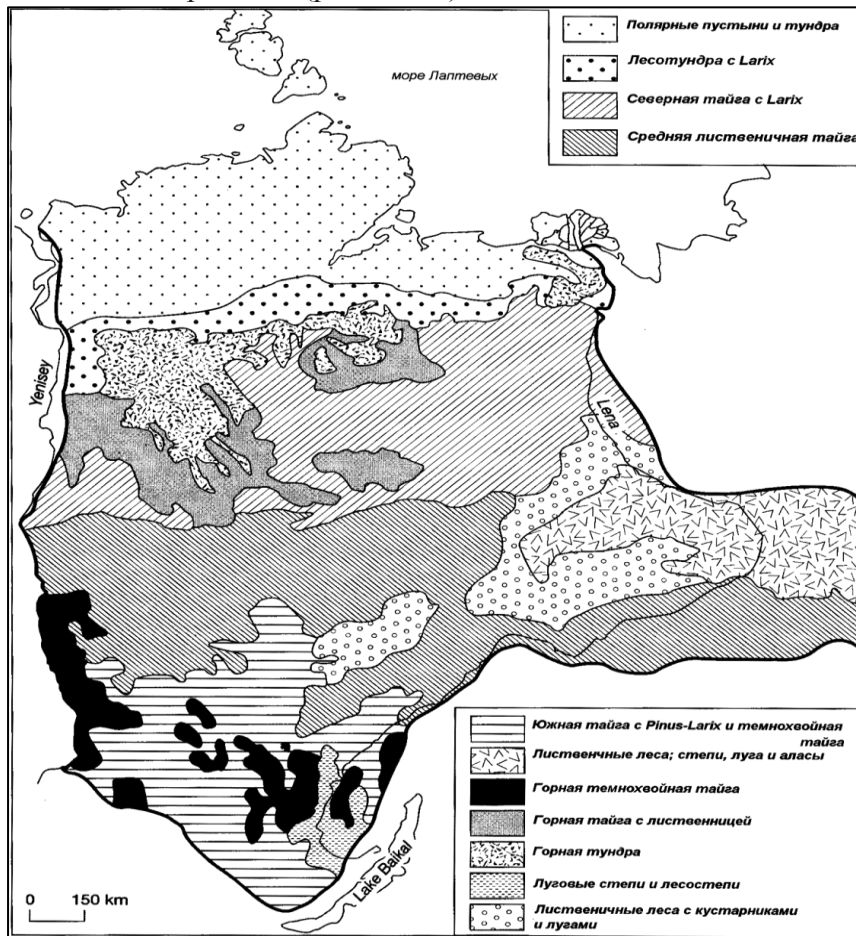 Полярные пустыни и тундра
море Лаптевых
Лесотундра с Larix
Северная тайга с Larix
Средняя лиственичная тайга
Yenisey
Lena
Южная тайга с Pinus-Larix и темнохвойная
тайга
Лиственчные леса; степи, луга и аласы
Горная темнохвойная тайга
Горная тайга с лиственницей
Горная тундра
Луговые степи и лесостепи
Лиственичные леса с кустарниками
и лугами
Lake Baikal
0 150 km